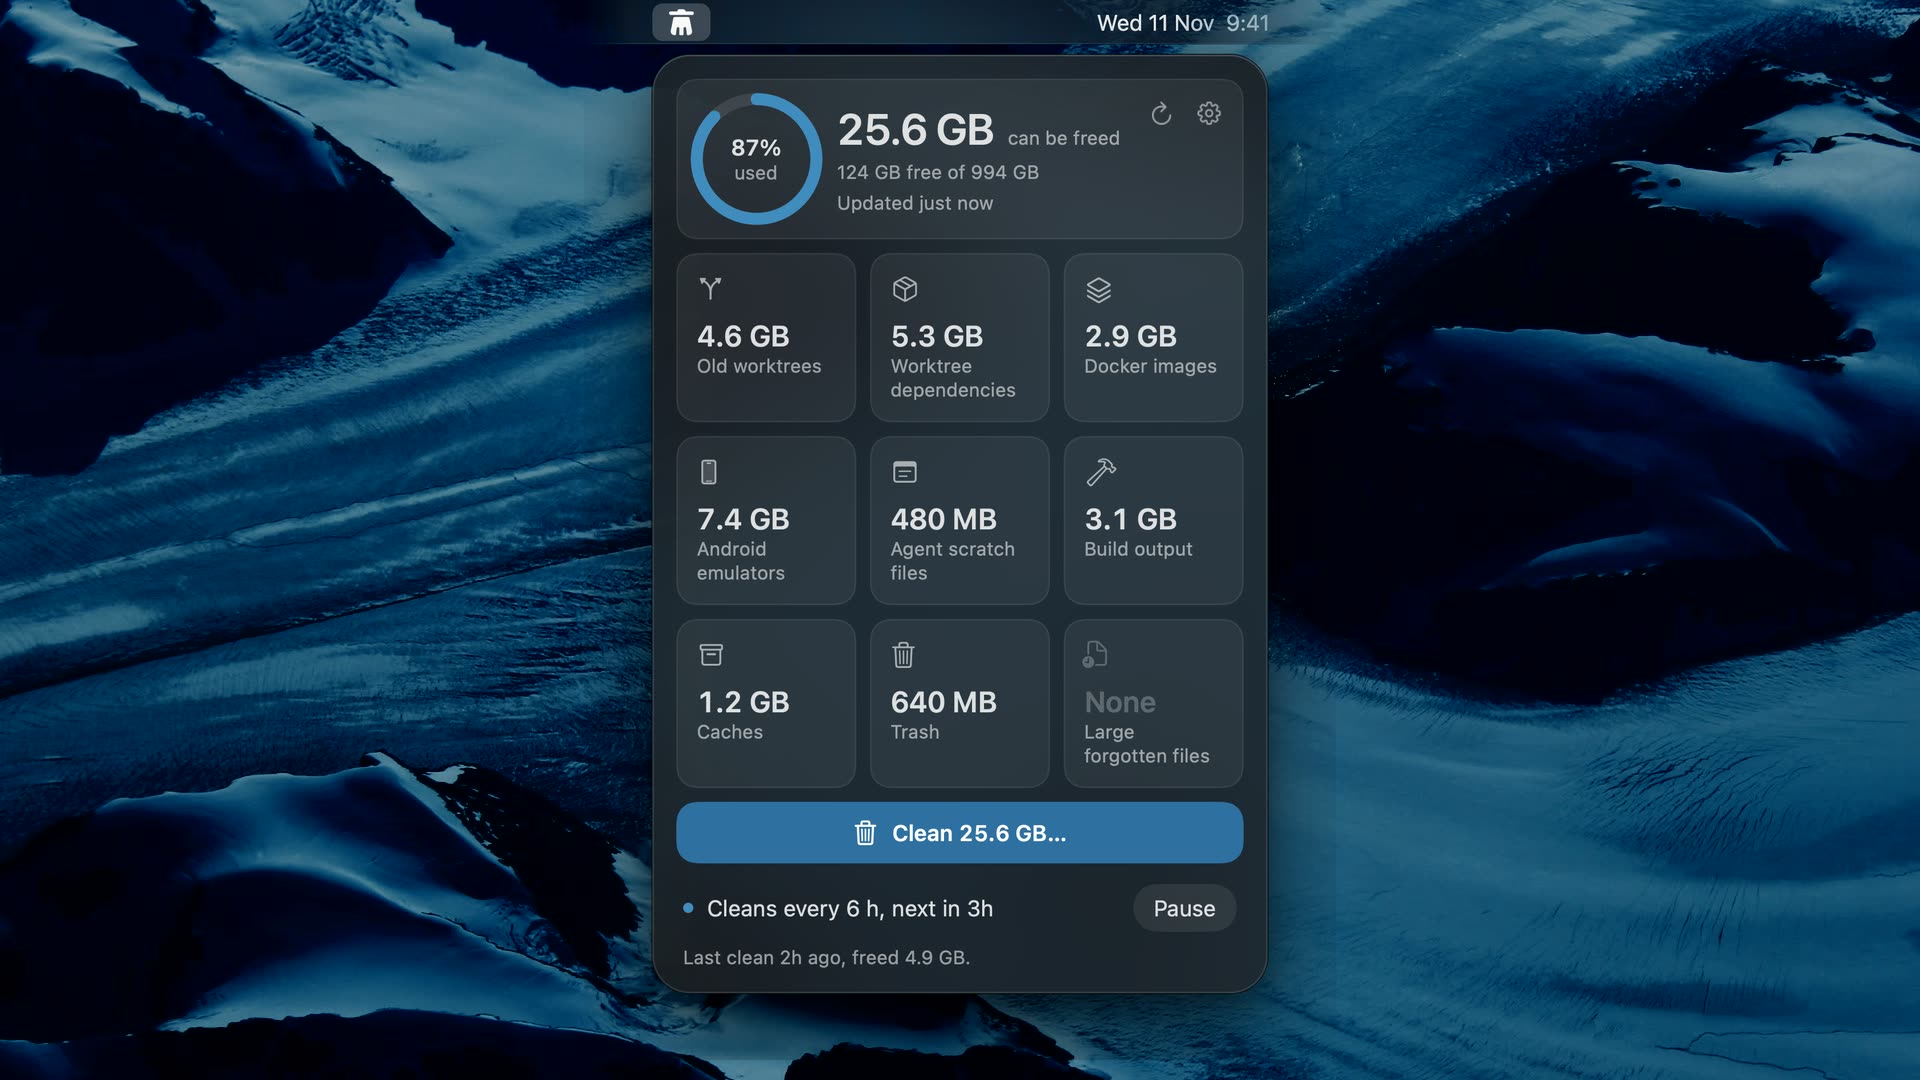 Wed 11 Nov 9:41
87%
used
25.6 GB can be freed
124 GB free of 994 GB
Updated just now
4.6 GB
Old worktrees
5.3 GB
Worktree
dependencies
2.9 GB
Docker images
7.4 GB
Android
emulators
480 MB
Agent scratch
files
3.1 GB
Build output
1.2 GB
Caches
640 MB
Trash
None
Large
forgotten files
Clean 25.6 GB...
Cleans every 6 h, next in 3h
Pause
Last clean 2h ago, freed 4.9 GB.